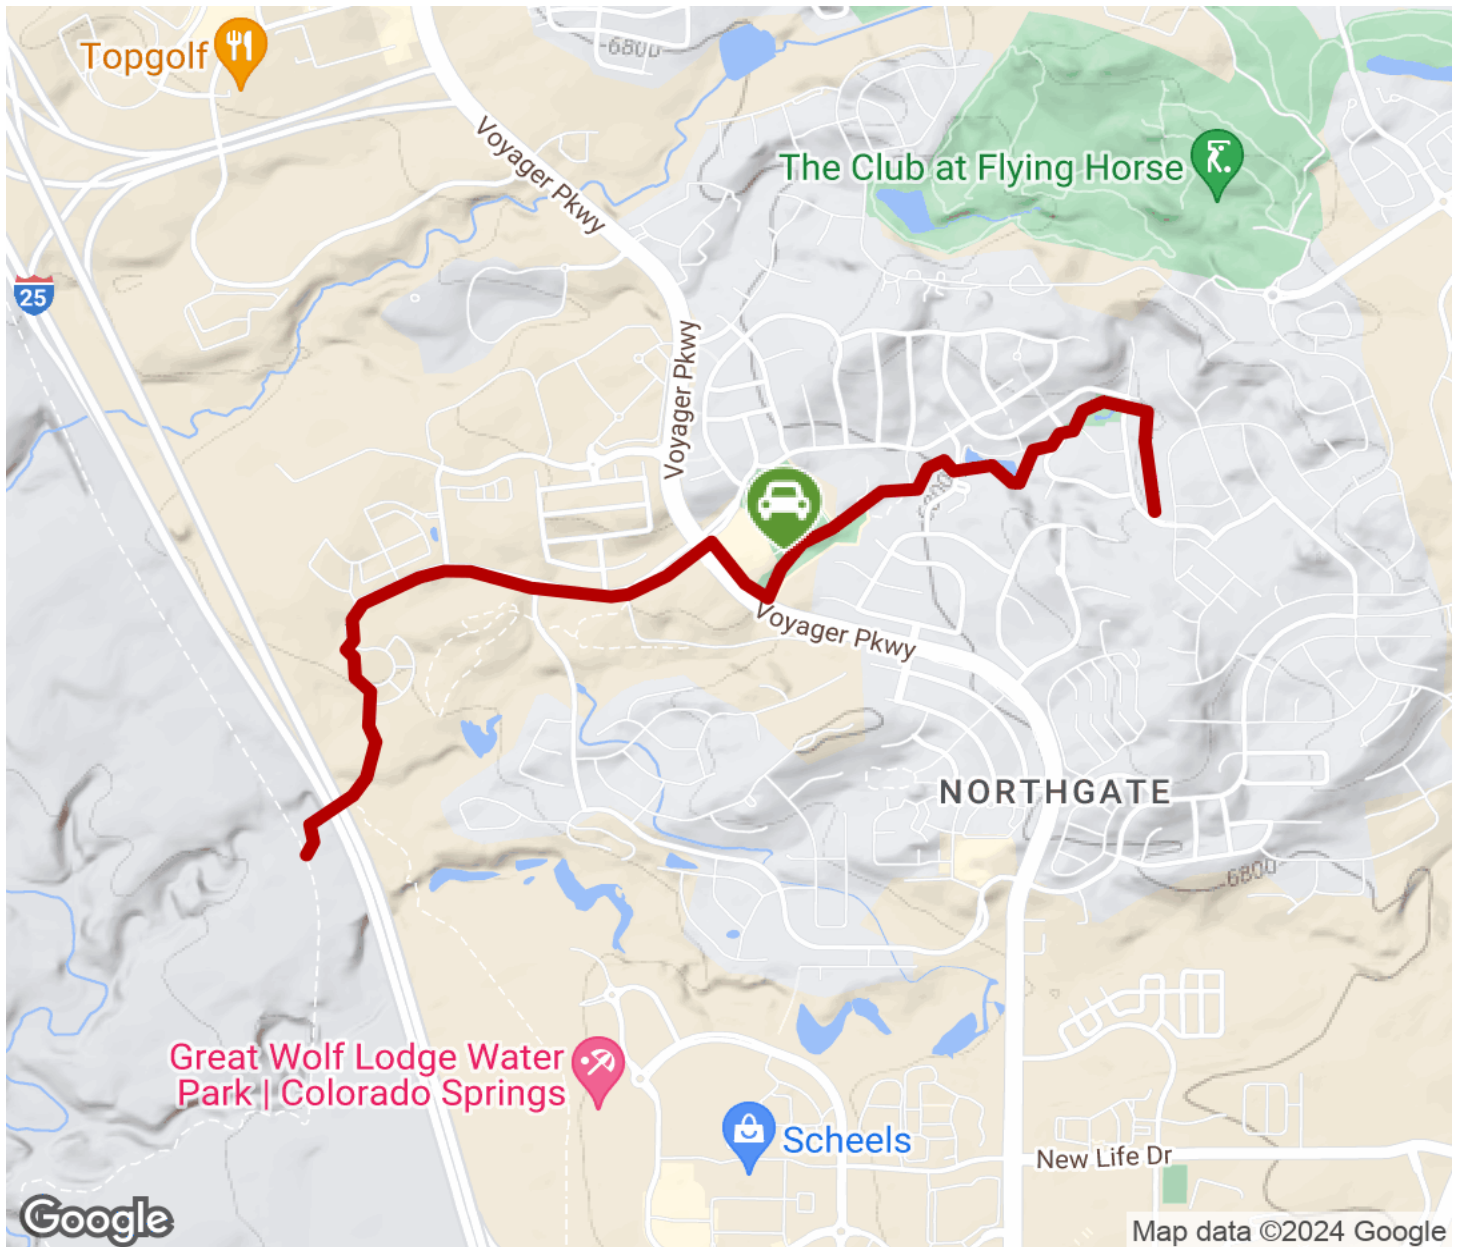 -6800
Topgolf
Voyager Pkwy
The Club at Flying Horse
25
Voyager Pkwy
Voyager Pkwy
NORTHGATE
6800
Great Wolf Lodge Water
Park | Colorado Springs
Scheels
New Life Dr
Google
Map data ©2024 Google